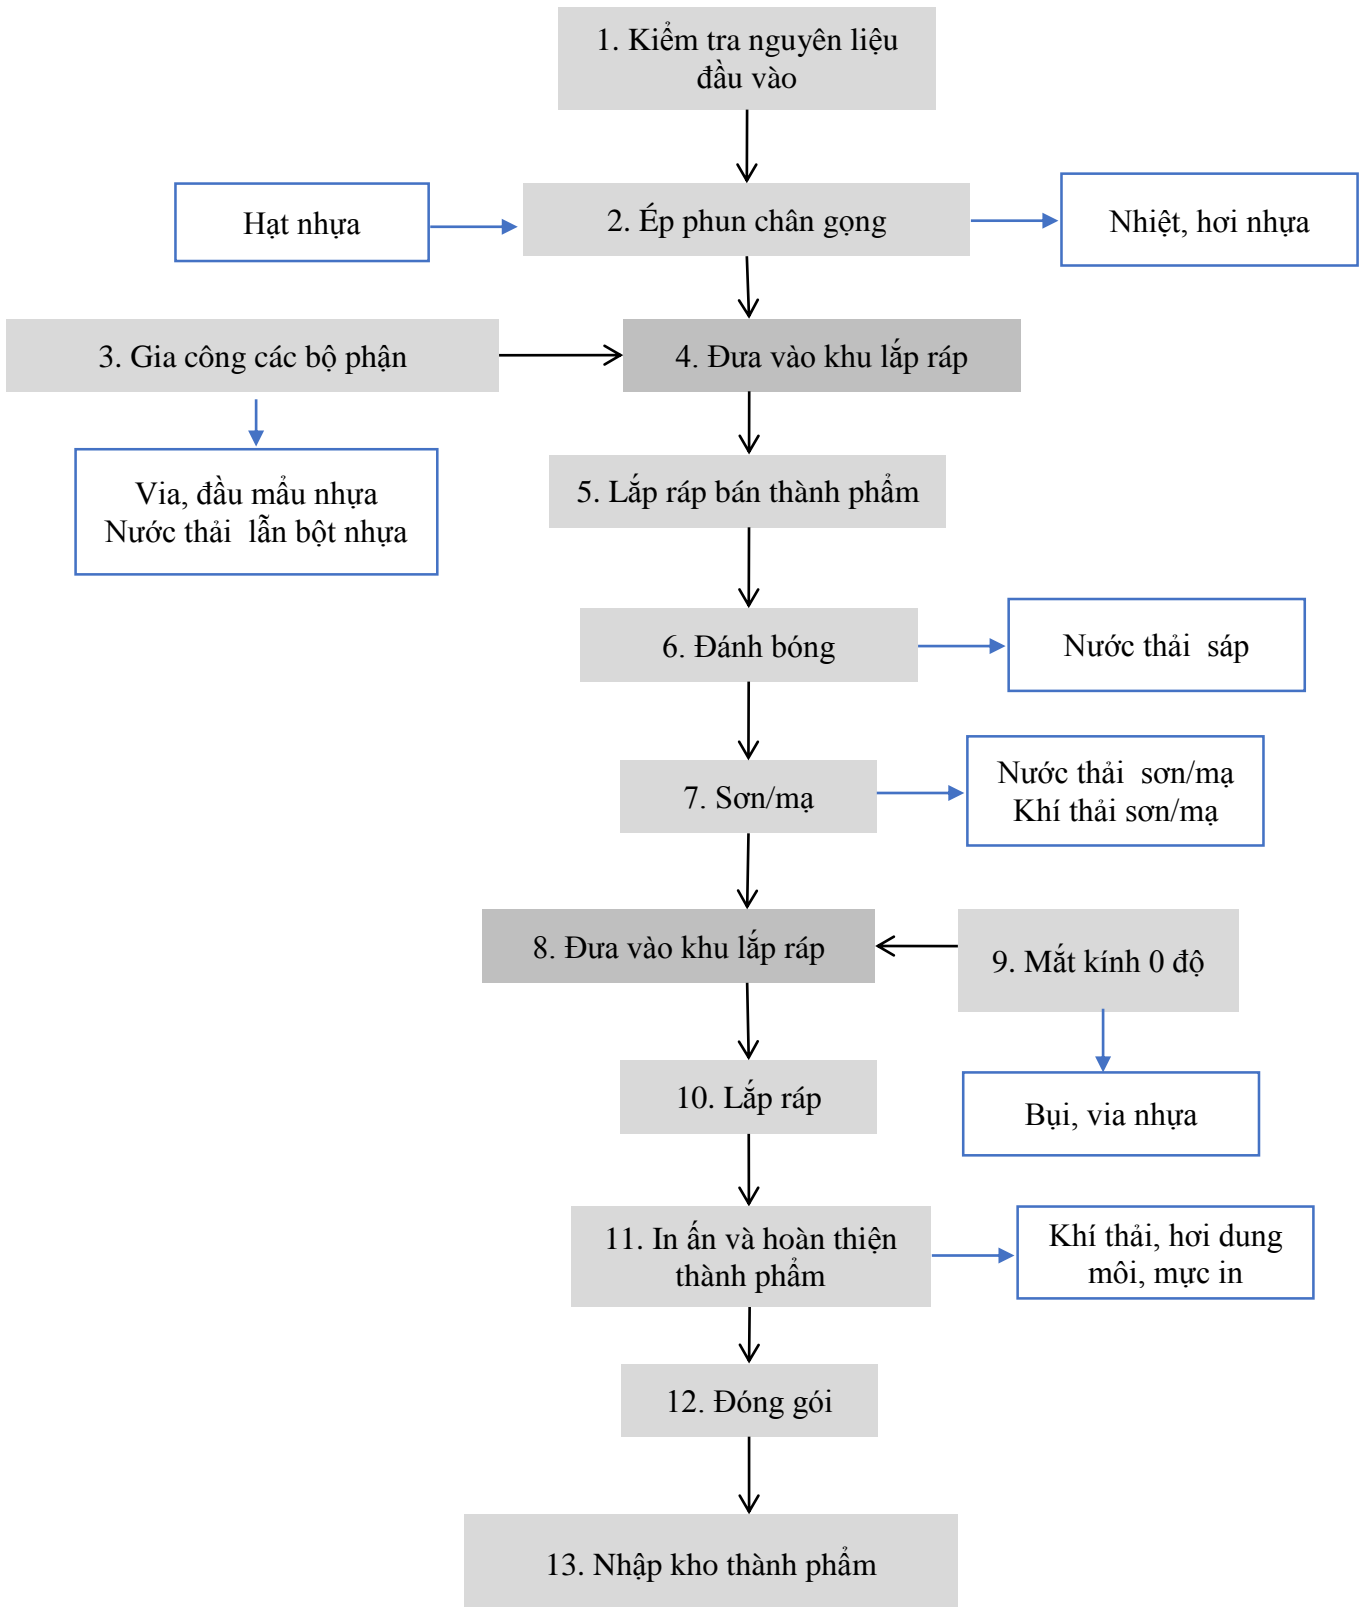 1. Kiểm tra nguyên liệu
đầu vào
Hạt nhựa
2. Ép phun chân gọng
Nhiệt, hơi nhựa
3. Gia công các bộ phận
4. Đưa vào khu lắp ráp
Via, đầu mẩu nhựa
Nước thải  lẫn bột nhựa
5. Lắp ráp bán thành phẩm
6. Đánh bóng
Nước thải  sáp
7. Sơn/mạ
Nước thải  sơn/mạ
Khí thải sơn/mạ
8. Đưa vào khu lắp ráp
9. Mắt kính 0 độ
10. Lắp ráp
Bụi, via nhựa
11. In ấn và hoàn thiện
thành phẩm
Khí thải, hơi dung
môi, mực in
12. Đóng gói
13. Nhập kho thành phẩm